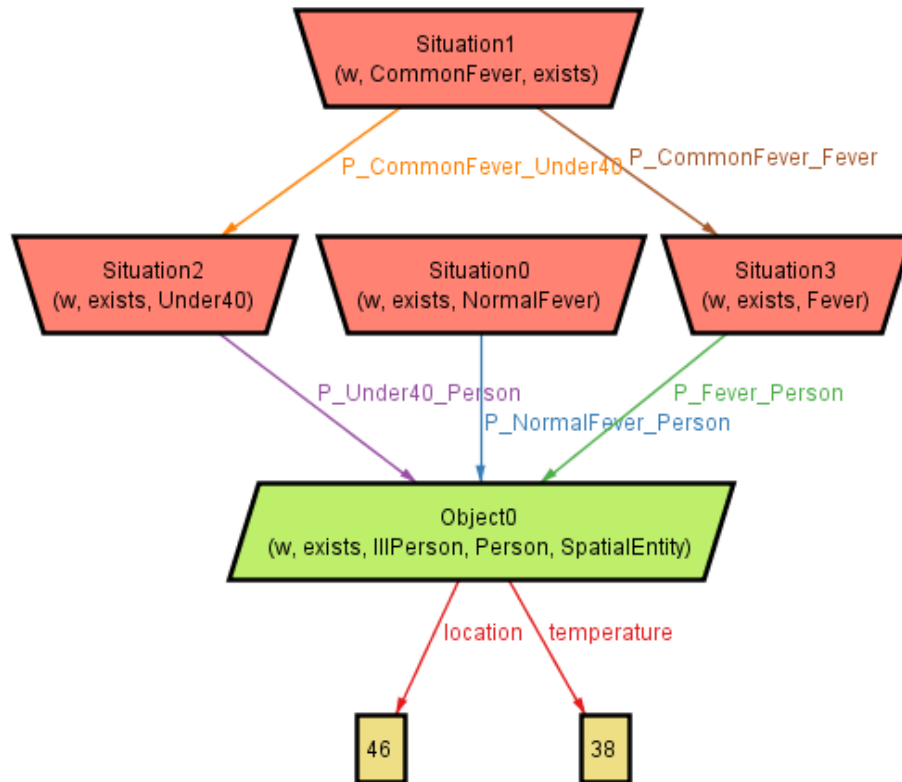 Situation1
(w, CommonFever, exists)
P_CommonFever_Under40
P_CommonFever_Fever
Situation2
(w, exists, Under40)
Situation0
(w, exists, NormalFever)
Situation3
(w, exists, Fever)
P_Under40_Person
P_Fever_Person
P_NormalFever_Person
Object0
(w, exists, IllPerson, Person, SpatialEntity)
location
temperature
46
38